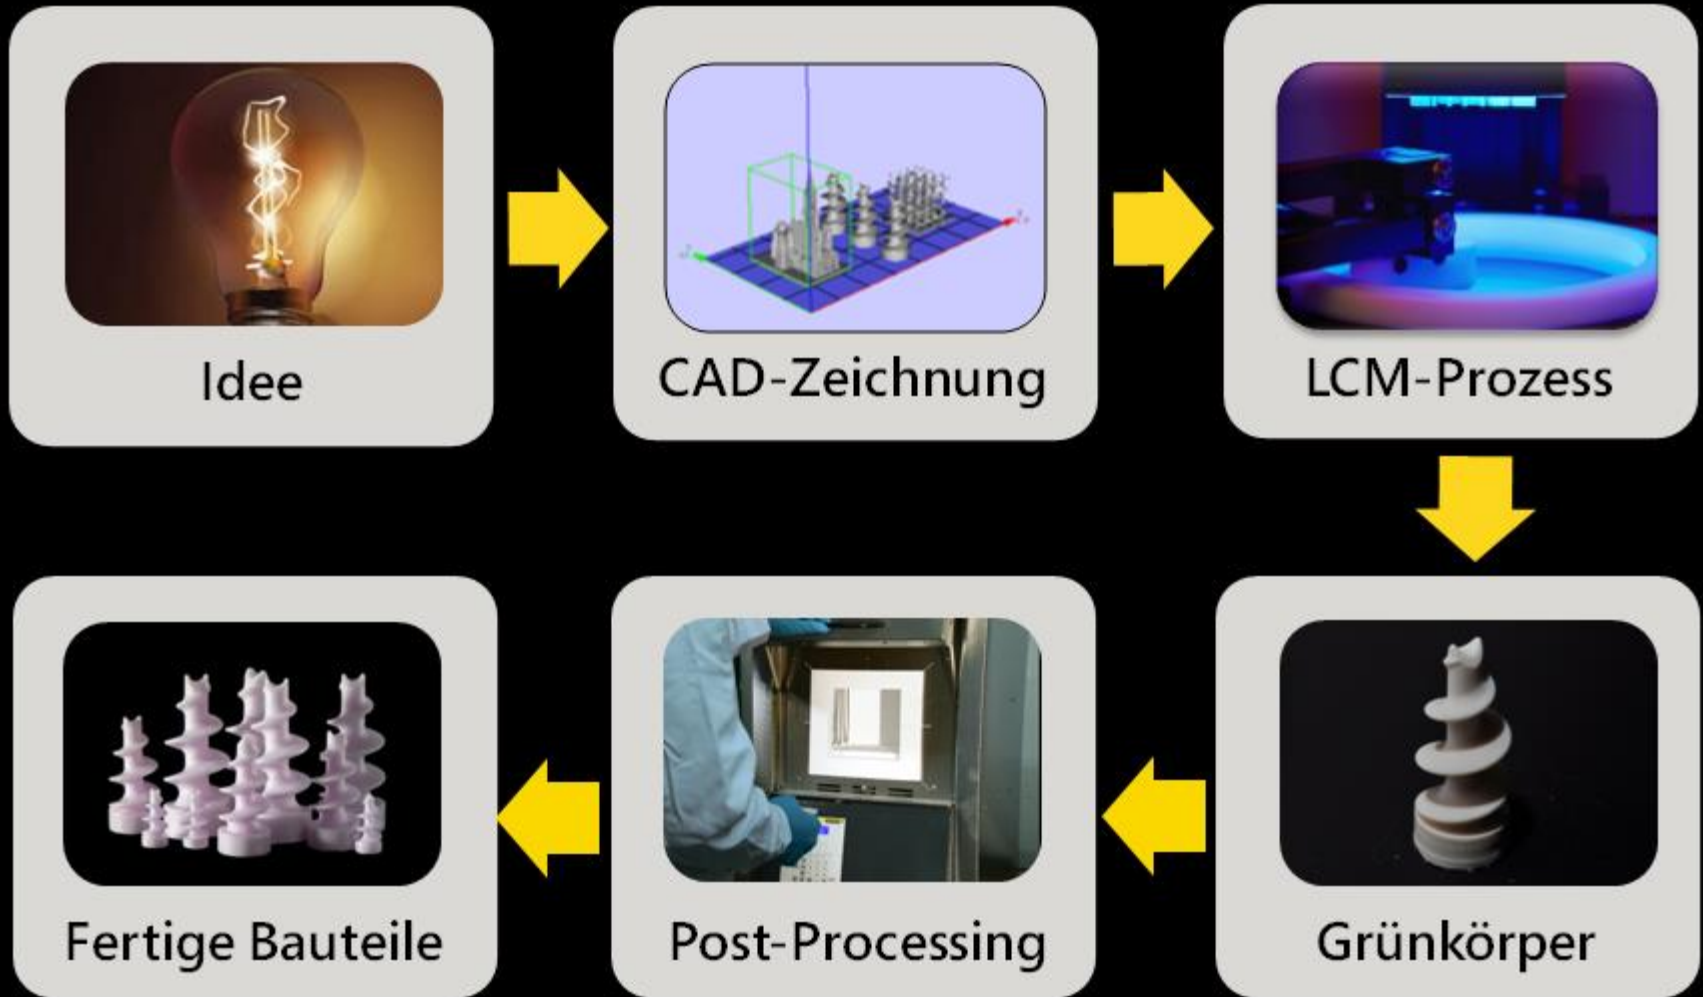 Idee
CAD-Zeichnung
LCM-Prozess
Grünkörper
Post-Processing
Fertige Bauteile